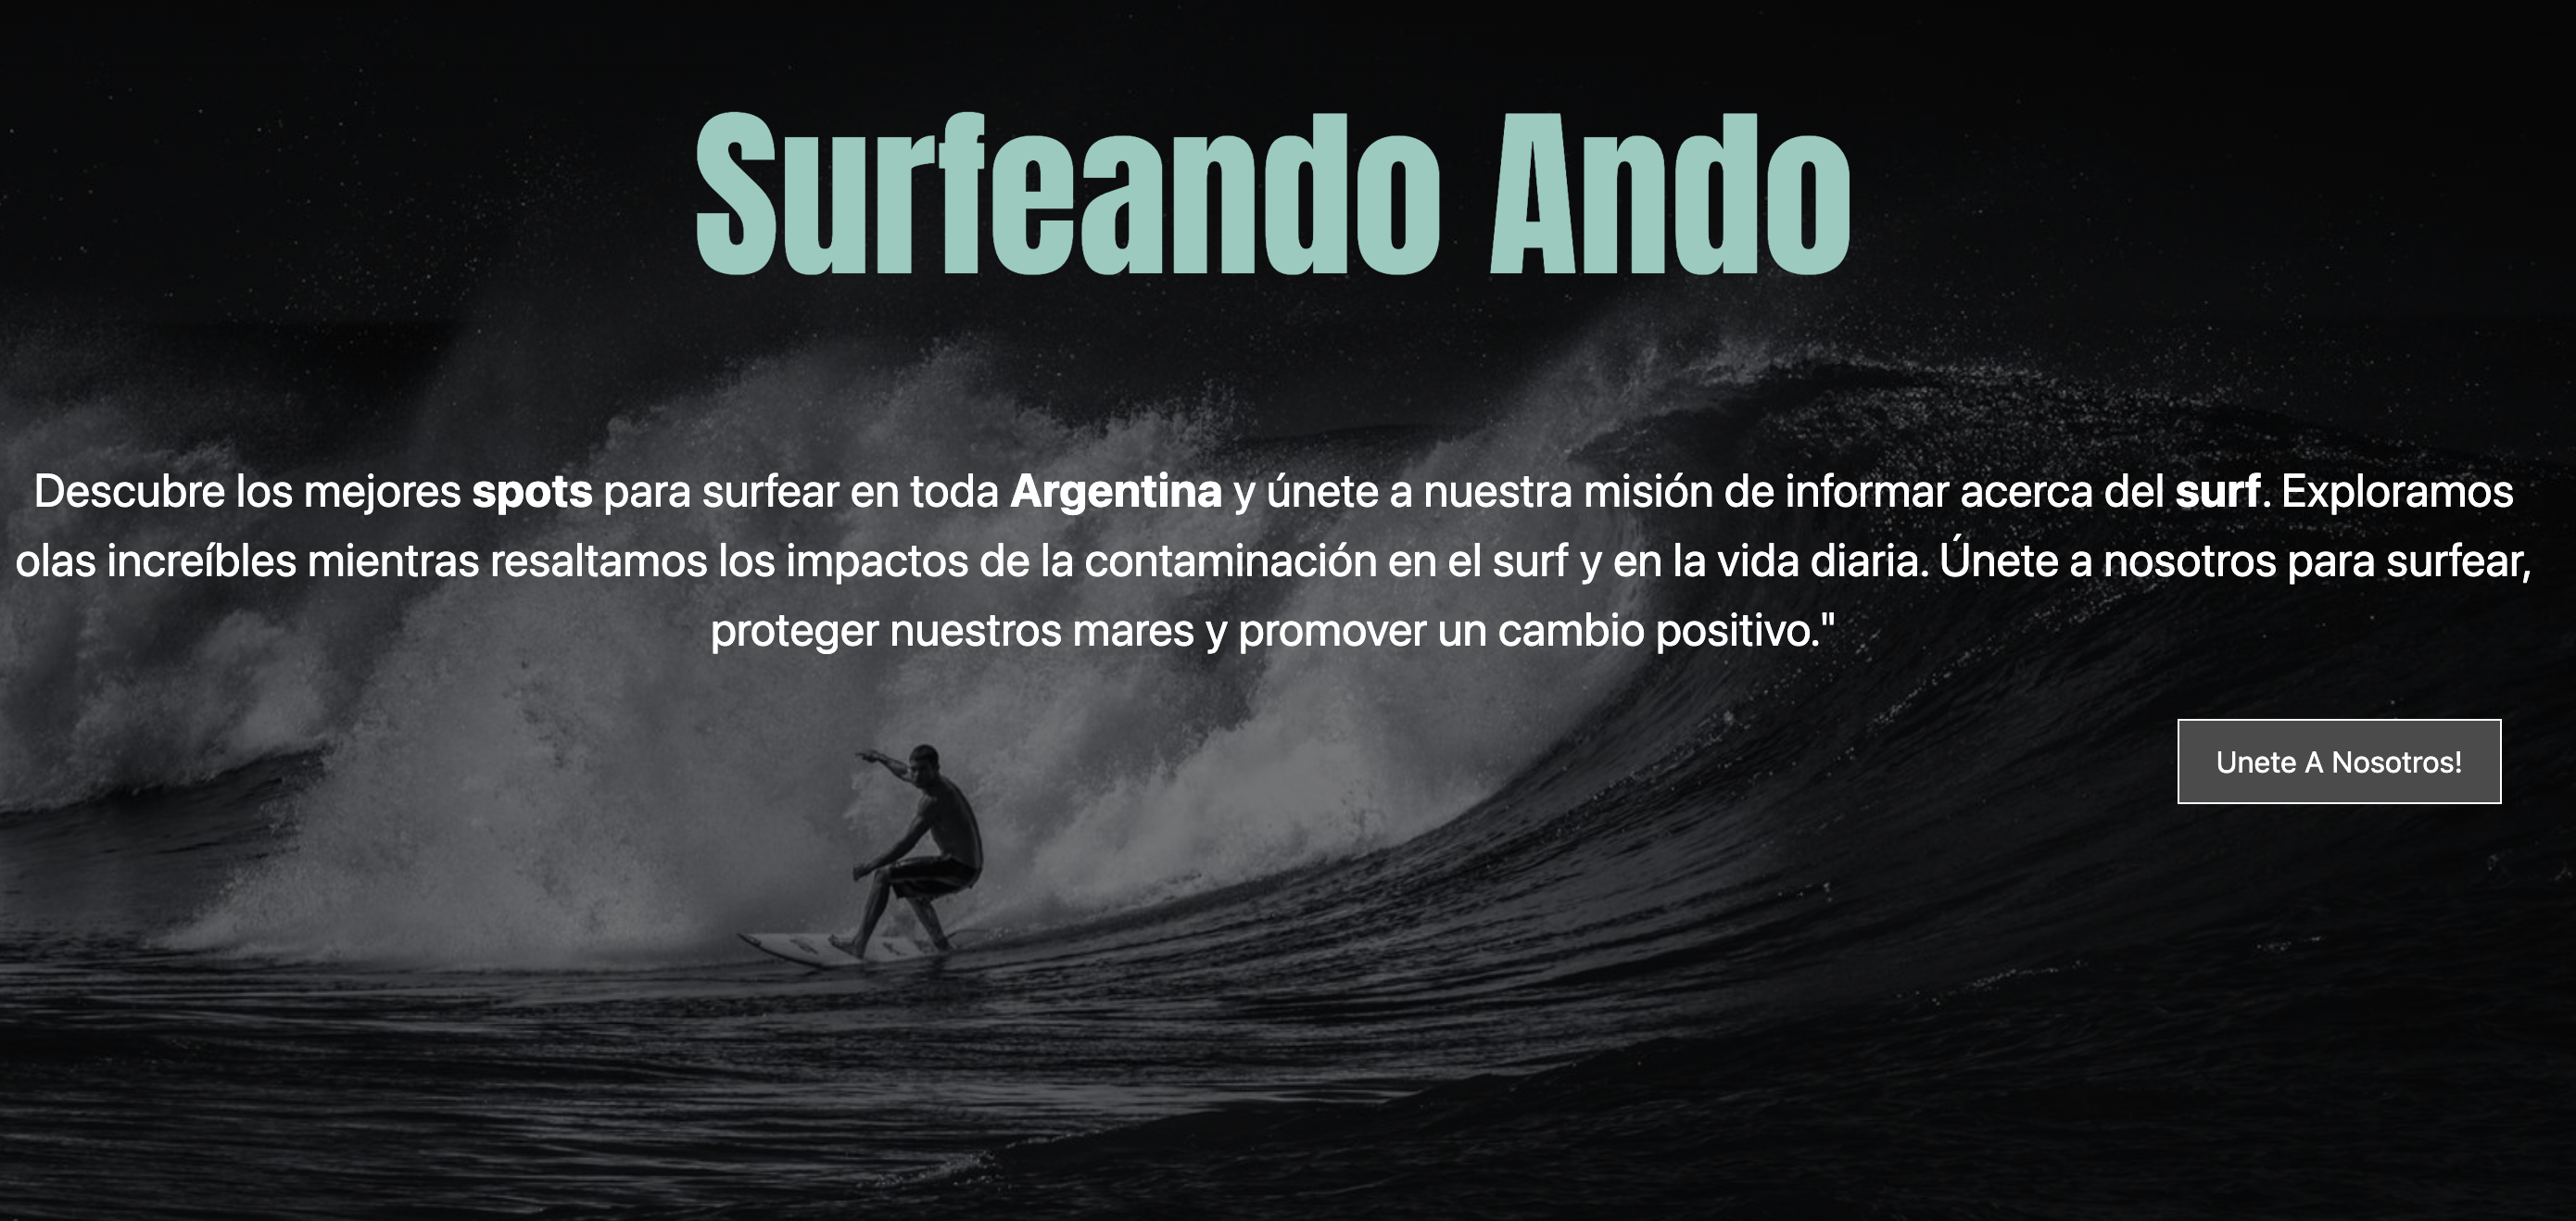 Surfeando Ando
Descubre los mejores spots para surfear en toda Argentina y únete a nuestra misión de informar acerca del surf. Exploramos
olas increíbles mientras resaltamos los impactos de la contaminación en el surf y en la vida diaria. Únete a nosotros para surfear,
proteger nuestros mares y promover un cambio positivo."
Unete A Nosotros!